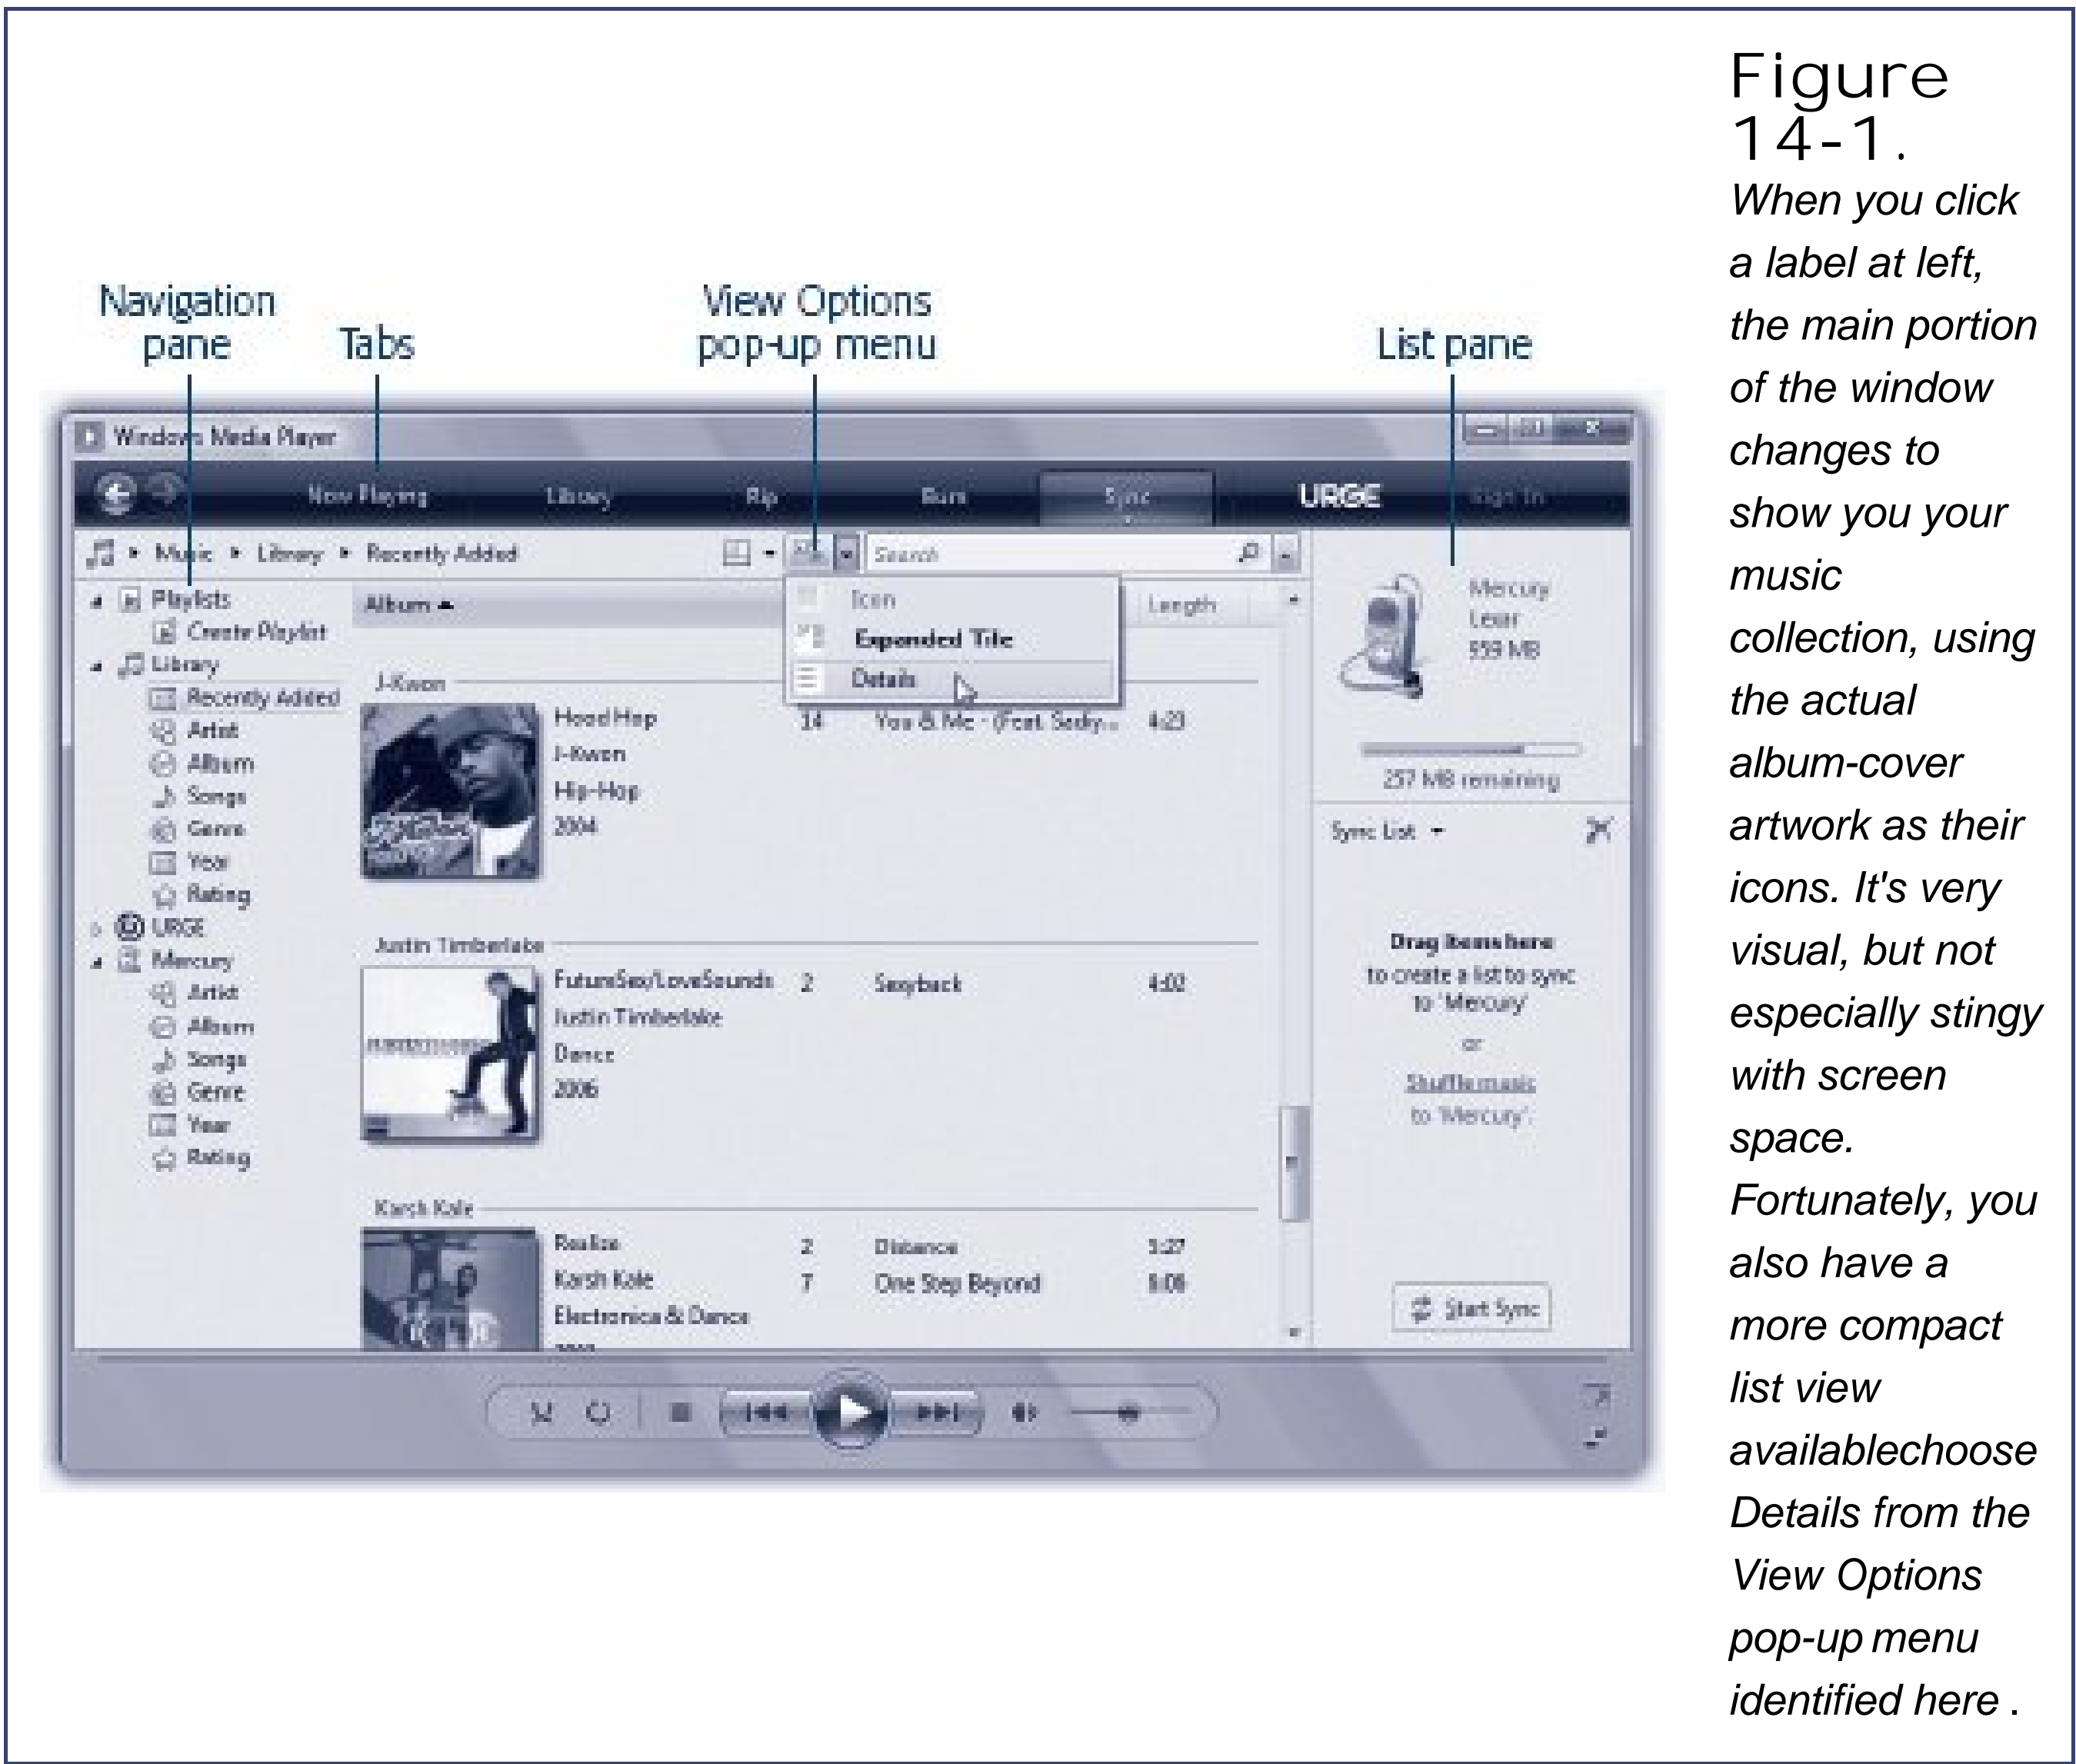 Figure
14-1.
When you click
a label at left,
the main portion
of the window
changes to
show you your
music
collection, using
the actual
album-cover
artwork as their
icons. It's very
visual, but not
especially stingy
with screen
space.
Fortunately, you
also have a
more compact
list view
availablechoose
Details from the
View Options
pop-up menu
identified here .
Navigation
pane
Tabs
View Options
pop-up menu
List pane
Windows Media Player
Now Playing Library Rip Burn Sync URGE Sign In
Music Library Recently Added
Search
Icon
Expanded Tile
Details
Playlists
Create Playlist
Library
Recently Added
Artist
Album
Songs
Genre
Year
Rating
URGE
Mercury
Artist
Album
Songs
Genre
Year
Rating
Album Length
J-Kwon
Hood Hop 14 You & Me - (Feat. Sadiy... 4:23
J-Kwon
Hip-Hop
2004
Justin Timberlake
FutureSex/LoveSounds 2 Sexyback 4:02
Justin Timberlake
Dance
2006
Karsh Kale
Realize 2 Distance 5:27
Karsh Kale 7 One Step Beyond
Electronica & Dance
Mercury
Lexar
959 MB
257 MB remaining
Sync List
Drag items here
to create a list to sync
to 'Mercury'
or
Shuffle music
to 'Mercury'.
Start Sync